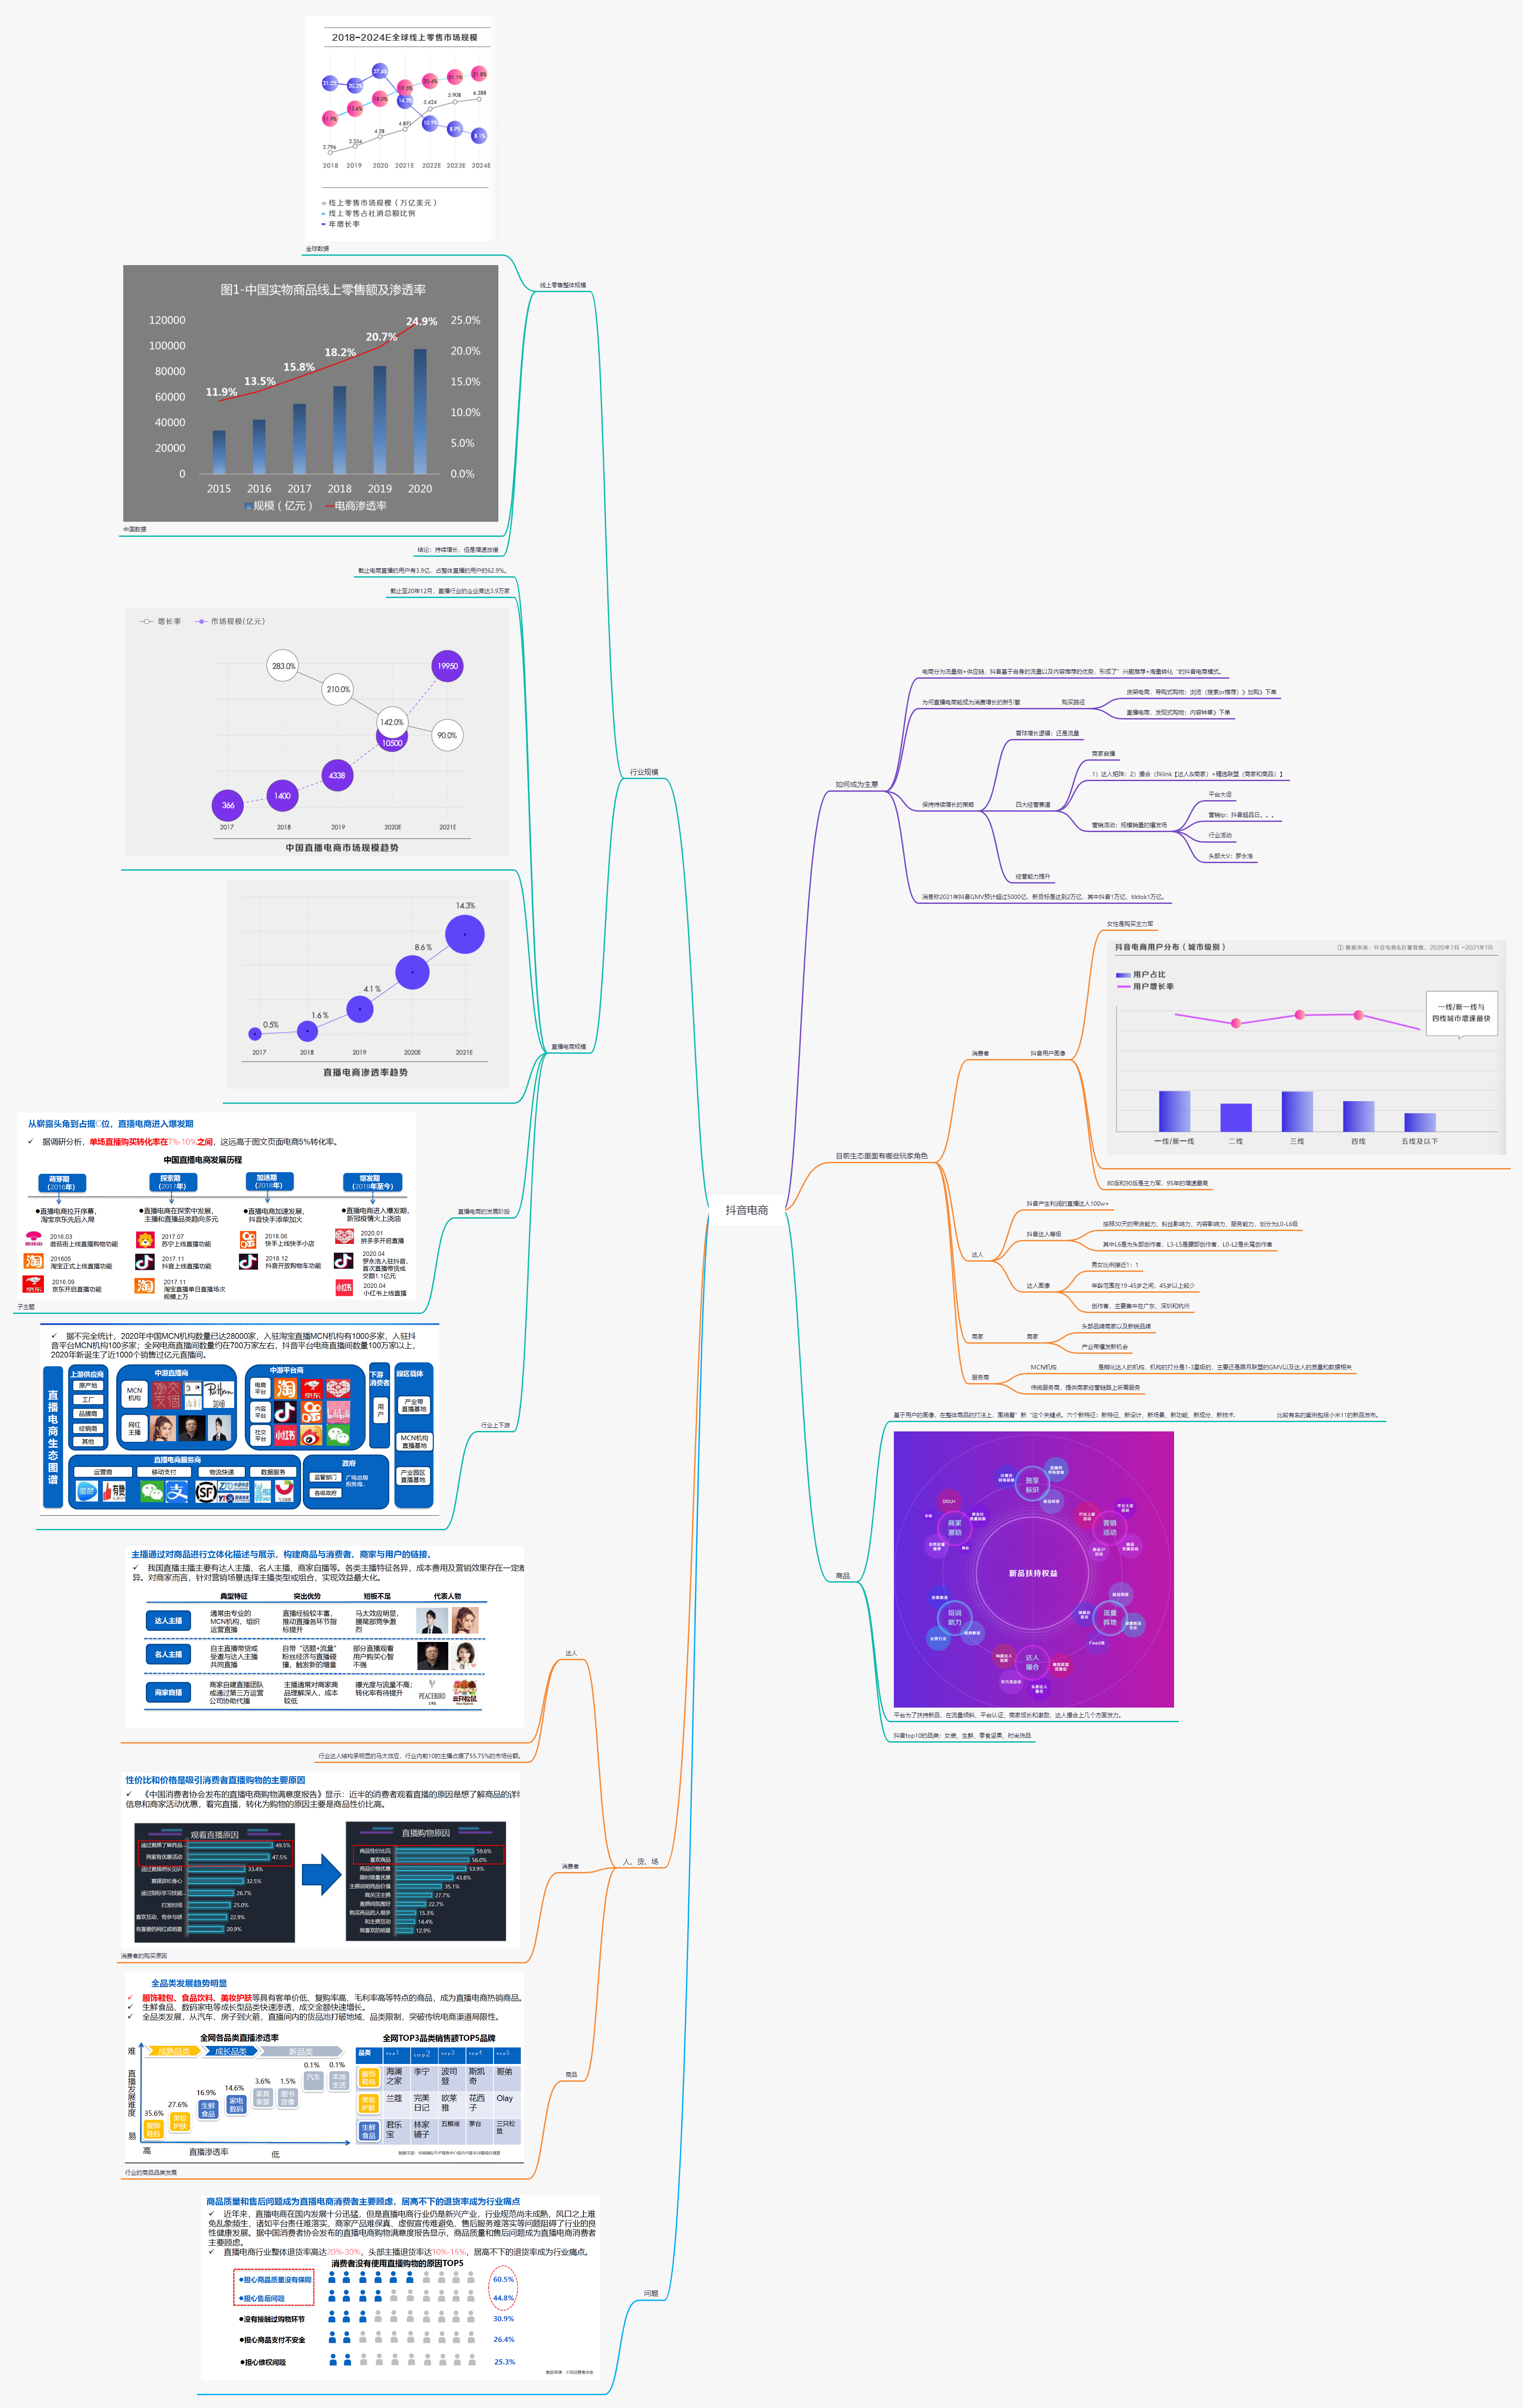 2018-2024E全球线上零售市场规模
21.5% 20.2% 27.6% 14.3% 10.9% 8.9% 8.1%
11.9% 13.6% 18.0% 19.5% 20.4% 21.1% 21.8%
2.796 3.354 4.28 4.891 5.424 5.908 6.388
2018 2019 2020 2021E 2022E 2023E 2024E
线上零售市场规模(万亿美元)
线上零售占社消总额比例
年增长率
全球数据
图1-中国实物商品线上零售额及渗透率
120000 100000 80000 60000 40000 20000 0
25.0% 20.0% 15.0% 10.0% 5.0% 0.0%
11.9% 13.5% 15.8% 18.2% 20.7% 24.9%
2015 2016 2017 2018 2019 2020
规模(亿元) 电商渗透率
中国数据
结论:持续增长,但是增速放缓
线上零售整体规模
截止电商直播的用户有3.9亿,占整体直播的用户的62.9%。
截止至20年12月,直播行业的企业高达3.9万家
增长率 市场规模(亿元)
283.0% 210.0% 142.0% 90.0%
366 1400 4338 10500 19950
2017 2018 2019 2020E 2021E
中国直播电商市场规模趋势
0.5% 1.6% 4.1% 8.6% 14.3%
2017 2018 2019 2020E 2021E
直播电商渗透率趋势
直播电商规模
行业规模
从崭露头角到占据C位,直播电商进入爆发期
据调研分析,单场直播购买转化率在7%-10%之间,这远高于图文页面电商5%转化率。
中国直播电商发展历程
萌芽期(2016年) 探索期(2017年) 加速期(2018年) 爆发期(2019年至今)
直播电商拉开序幕,淘宝京东先后入局
直播电商在探索中发展,主播和直播品类趋向多元
直播电商加速发展,抖音快手添柴加火
直播电商进入爆发期,新冠疫情火上浇油
2016.03
蘑菇街上线直播购物功能
201605
淘宝正式上线直播功能
2016.09
京东开启直播功能
2017.07
苏宁上线直播功能
2017.11
抖音上线直播功能
2017.11
淘宝直播单日直播场次规模上万
2018.06
快手上线快手小店
2018.12
抖音开放购物车功能
2020.01
拼多多开启直播
2020.04
罗永浩入驻抖音,首次直播带货成交额1.1亿元
2020.04
小红书上线直播
子主题
直播电商的发展阶段
据不完全统计,2020年中国MCN机构数量已达28000家,入驻淘宝直播MCN机构有1000多家,入驻抖
音平台MCN机构100多家;全网电商直播间数量约在700万家左右,抖音平台电商直播间数量100万家以上,
2020年新诞生了近1000个销售过亿元直播间。
直播电商生态图谱
上游供应商
原产地
工厂
品牌商
经销商
其他
中游直播商
MCN机构
网红主播
中游平台商
电商平台
内容平台
社交平台
下游消费者
用户
园区载体
产业带直播基地
MCN机构直播基地
产业园区直播基地
直播电商服务商
运营商 移动支付 物流快递 数据服务
政府
监管部门 广电总局 税务局..
各级政府
行业上下游
主播通过对商品进行立体化描述与展示,构建商品与消费者、商家与用户的链接。
我国直播主播主要有达人主播、名人主播、商家自播等。各类主播特征各异,成本费用及营销效果存在一定差
异。对商家而言,针对营销场景选择主播类型或组合,实现效益最大化。
典型特征 突出优势 短板不足 代表人物
达人主播 通常由专业的MCN机构,组织运营直播 直播经验较丰富,推动直播各环节指标提升 马太效应明显,腰尾部竞争激烈
名人主播 自主直播带货或受邀与达人主播共同直播 自带“话题+流量”粉丝经济与直播碰撞,触发新的增量 部分直播观看用户购买心智不强
商家自播 商家自建直播团队或通过第三方运营公司协助代播 主播通常对商家商品理解深入,成本较低 曝光度与流量不高;转化率有待提升
PEACEBIRD
三只松鼠
行业达人结构承明显的马太效应,行业内前10的主播占据了55.75%的市场份额。
达人
性价比和价格是吸引消费者直播购物的主要原因
《中国消费者协会发布的直播电商购物满意度报告》显示:近半的消费者观看直播的原因是想了解商品的详细
信息和商家活动优惠,看完直播,转化为购物的原因主要是商品性价比高。
观看直播原因
通过直播了解商品... 49.5%
商家有优惠活动 47.5%
通过直播增长见识 33.4%
直播放松身心 32.5%
通过指标学习技能... 26.7%
打发时间 25.0%
喜欢互动,有参与感 22.9%
有喜爱的网红或明星 20.9%
直播购物原因
商品性价比高 59.6%
喜欢商品 56.0%
商品价格优惠 53.9%
限时限量优惠 43.8%
主播说明商品价值 35.1%
我关注主播 27.7%
直播间氛围好 22.7%
购买商品的人很多 15.3%
和主播互动 14.4%
我喜欢的明星 12.9%
消费者的购买原因
消费者
人、货、场
全品类发展趋势明显
服饰鞋包、食品饮料、美妆护肤等具有客单价低、复购率高、毛利率高等特点的商品,成为直播电商热销商品。
生鲜食品、数码家电等成长型品类快速渗透,成交金额快速增长。
全品类发展,从汽车、房子到火箭,直播间内的货品池打破地域、品类限制,突破传统电商渠道局限性。
全网各品类直播渗透率
难 直播发展难度 易
成熟品类 成长品类 新品类
35.6% 服饰鞋包
27.6% 美妆护肤
16.9% 生鲜食品
14.6% 家电数码
3.6% 家具家装
1.5% 图书音像
0.1% 汽车
0.1% 本地生活
高 直播渗透率 低
全网TOP3品类销售额TOP5品牌
品类 top1 top2 top3 top4 top5
服饰鞋包 海澜之家 李宁 波司登 斯凯奇 哥弟
美妆护肤 兰蔻 完美日记 欧莱雅 花西子 Olay
生鲜食品 君乐宝 林家铺子 五粮液 茅台 三只松鼠
行业的商品品类发展
商品
商品质量和售后问题成为直播电商消费者主要顾虑,居高不下的退货率成为行业痛点
近年来,直播电商在国内发展十分迅猛,但是直播电商行业仍是新兴产业,行业规范尚未成熟,风口之上难
免乱象频生,诸如平台责任难落实、商家产品难保真、虚假宣传难避免、售后服务难落实等问题阻碍了行业的良
性健康发展。据中国消费者协会发布的直播电商购物满意度报告显示,商品质量和售后问题成为直播电商消费者
主要顾虑。
直播电商行业整体退货率高达20%-30%,头部主播退货率达10%-15%,居高不下的退货率成为行业痛点。
消费者没有使用直播购物的原因TOP5
担心商品质量没有保障 60.5%
担心售后问题 44.8%
没有接触过购物环节 30.9%
担心商品支付不安全 26.4%
担心维权问题 25.3%
数据来源:中国消费者协会
问题
抖音电商
如何成为生意
电商分为流量侧+供应链,抖音基于自身的流量以及内容推荐的优势,形成了”兴趣推荐+海量转化“的抖音电商模式。
为何直播电商能成为消费增长的新引擎
购买路径
货架电商,导购式购物:浏览(搜索or推荐)》加购》下单
直播电商,发现式购物:内容种草》下单
保持持续增长的策略
雪球增长逻辑:还是流量
四大经营赛道
商家自播
1)达人矩阵;2)撮合(抖link【达人&商家)+精选联盟(商家和商品)】
营销活动:规模销量的爆发场
平台大促
营销ip:抖音超品日。。。
行业活动
头部大V:罗永浩
经营能力提升
消息称2021年抖音GMV预计超过5000亿,新目标是达到2万亿,其中抖音1万亿,tiktok1万亿。
目前生态里面有哪些玩家角色
消费者
抖音用户图像
女性是购买主力军
抖音电商用户分布(城市级别)
① 数据来源:抖音电商&巨量算数,2020年7月-2021年1月
用户占比
用户增长率
一线/新一线与
四线城市增速最快
一线/新一线 二线 三线 四线 五线及以下
80后和90后是主力军,95年的增速最高
达人
抖音产生利润的直播达人100w+
抖音达人等级
按照30天的带货能力、粉丝影响力、内容影响力、服务能力,划分为L0-L6级
其中L6是为头部创作者,L3-L5是腰部创作者,L0-L2是长尾创作者
达人画像
男女比例接近1:1
年龄范围在19-45岁之间,45岁以上较少
创作者,主要集中在广东、深圳和杭州
商家
商家
头部品牌商家以及新锐品牌
产业带爆发新机会
服务商
MCN机构
是孵化达人的机构,机构的打分是1-3星级的,主要还是跟月联盟的GMV以及达人的质量和数据相关
传统服务商,提供商家经营链路上所需服务
商品
基于用户的图像,在整体商品的打法上,围绕着”新“这个关键点。六个新特征:新特征、新设计、新场景、新功能、新成分、新技术.
比较有名的案例包括小米11的新品发布。
新品扶持权益
独享标识
营销活动
流量阵地
达人撮合
培训助力
商家激励
DOU+
Feed流
平台为了扶持新品,在流量倾斜、平台认证、商家成长和激励、达人撮合上几个方面发力。
抖音top10的品类:女装、生鲜、零食坚果、时尚饰品